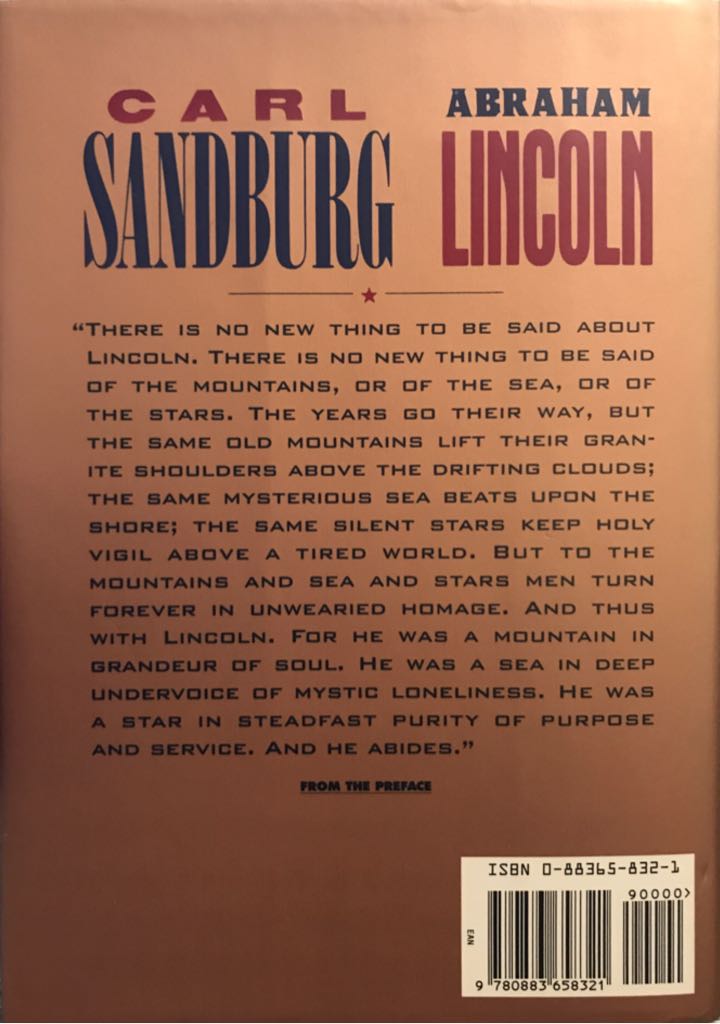 CARL
SANDBURG
ABRAHAM
LINCOLN
“THERE IS NO NEW THING TO BE SAID ABOUT
LINCOLN. THERE IS NO NEW THING TO BE SAID
OF THE MOUNTAINS, OR OF THE SEA, OR OF
THE STARS. THE YEARS GO THEIR WAY, BUT
THE SAME OLD MOUNTAINS LIFT THEIR GRAN-
ITE SHOULDERS ABOVE THE DRIFTING CLOUDS;
THE SAME MYSTERIOUS SEA BEATS UPON THE
SHORE; THE SAME SILENT STARS KEEP HOLY
VIGIL ABOVE A TIRED WORLD. BUT TO THE
MOUNTAINS AND SEA AND STARS MEN TURN
FOREVER IN UNWEARIED HOMAGE. AND THUS
WITH LINCOLN. FOR HE WAS A MOUNTAIN IN
GRANDEUR OF SOUL. HE WAS A SEA IN DEEP
UNDERVOICE OF MYSTIC LONELINESS. HE WAS
A STAR IN STEADFAST PURITY OF PURPOSE
AND SERVICE. AND HE ABIDES.”
FROM THE PREFACE
ISBN 0-88365-832-1
90000>
EAN
9 780883 658321